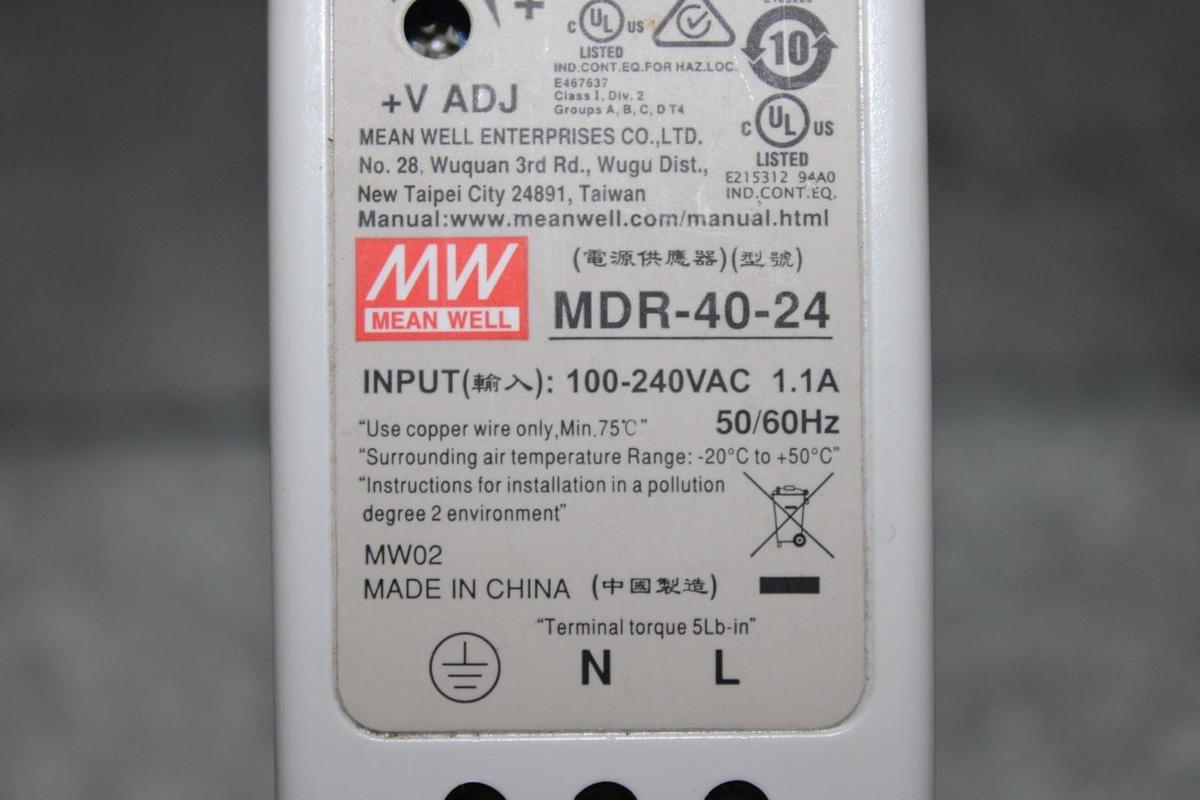 +
c UL US
LISTED
IND.CONT.EQ.FOR HAZ.LOC.
E467637
Class I, Div. 2
Groups A, B, C, D T4
10
+V ADJ
c UL US
LISTED
E215312 94A0
IND.CONT.EQ.
MEAN WELL ENTERPRISES CO.,LTD.
No. 28, Wuquan 3rd Rd., Wugu Dist.,
New Taipei City 24891, Taiwan
Manual:www.meanwell.com/manual.html
MW
MEAN WELL
(電源供應器)(型號)
MDR-40-24
INPUT(輸入): 100-240VAC 1.1A
50/60Hz
“Use copper wire only,Min.75℃”
“Surrounding air temperature Range: -20°C to +50°C”
“Instructions for installation in a pollution
degree 2 environment”
MW02
MADE IN CHINA (中國製造)
“Terminal torque 5Lb-in”
N L